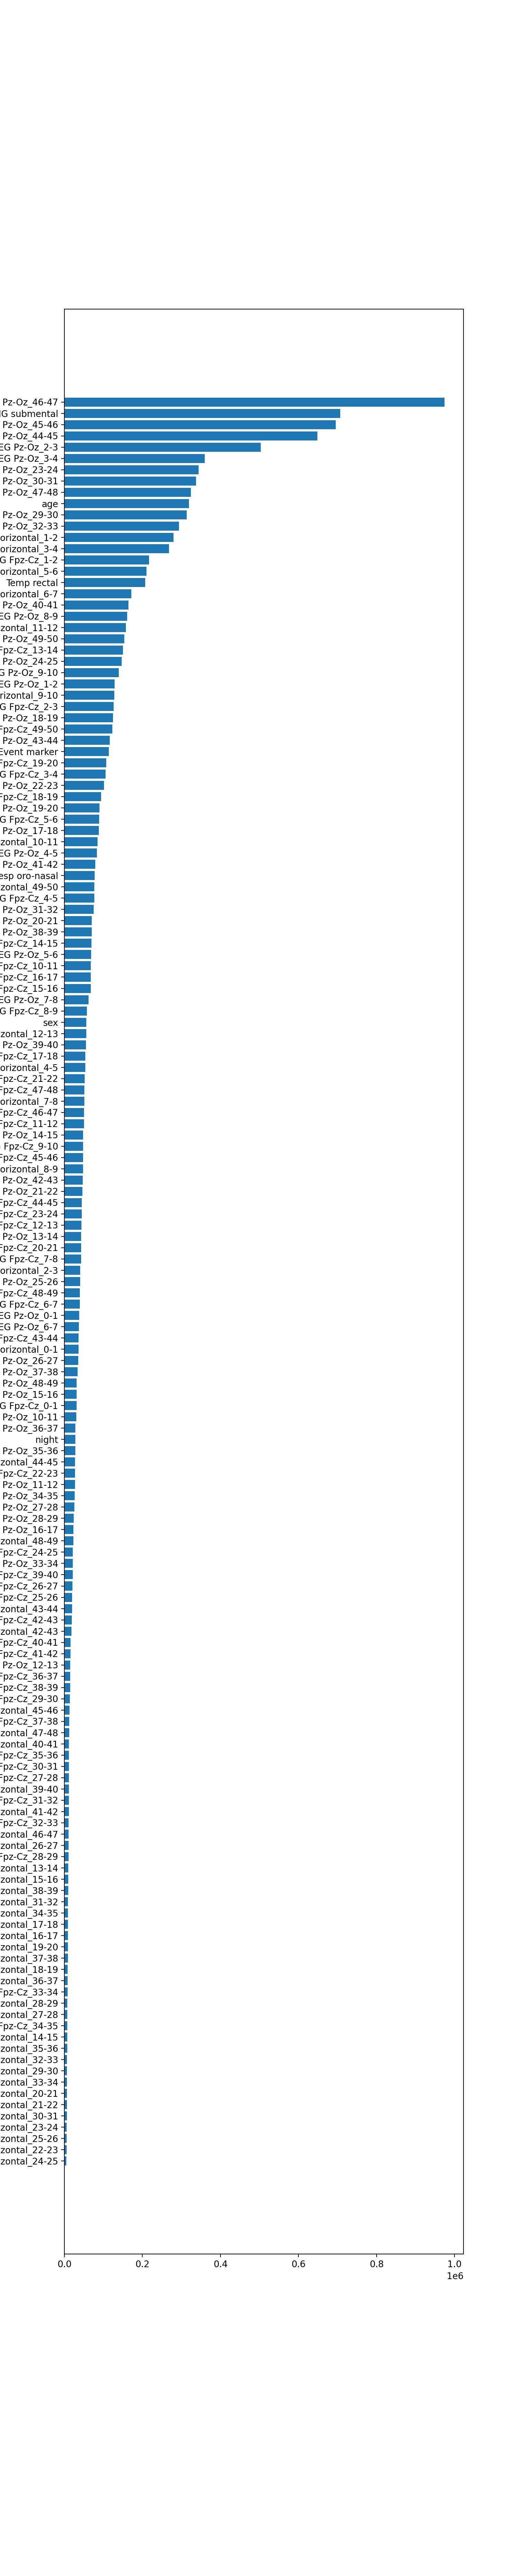 Pz-Oz_46-47
G submental
Pz-Oz_45-46
Pz-Oz_44-45
EG Pz-Oz_2-3
EG Pz-Oz_3-4
Pz-Oz_23-24
Pz-Oz_30-31
Pz-Oz_47-48
age
Pz-Oz_29-30
Pz-Oz_32-33
orizontal_1-2
orizontal_3-4
G Fpz-Cz_1-2
orizontal_5-6
Temp rectal
orizontal_6-7
Pz-Oz_40-41
EG Pz-Oz_8-9
zontal_11-12
Pz-Oz_49-50
Fpz-Cz_13-14
Pz-Oz_24-25
G Pz-Oz_9-10
EG Pz-Oz_1-2
rizontal_9-10
G Fpz-Cz_2-3
Pz-Oz_18-19
Fpz-Cz_49-50
Pz-Oz_43-44
Event marker
Fpz-Cz_19-20
G Fpz-Cz_3-4
Pz-Oz_22-23
Fpz-Cz_18-19
Pz-Oz_19-20
G Fpz-Cz_5-6
Pz-Oz_17-18
zontal_10-11
EG Pz-Oz_4-5
Pz-Oz_41-42
esp oro-nasal
zontal_49-50
G Fpz-Cz_4-5
Pz-Oz_31-32
Pz-Oz_20-21
Pz-Oz_38-39
Fpz-Cz_14-15
EG Pz-Oz_5-6
Fpz-Cz_10-11
Fpz-Cz_16-17
Fpz-Cz_15-16
EG Pz-Oz_7-8
G Fpz-Cz_8-9
sex
zontal_12-13
Pz-Oz_39-40
Fpz-Cz_17-18
orizontal_4-5
Fpz-Cz_21-22
Fpz-Cz_47-48
orizontal_7-8
Fpz-Cz_46-47
Fpz-Cz_11-12
Pz-Oz_14-15
Fpz-Cz_9-10
Fpz-Cz_45-46
orizontal_8-9
Pz-Oz_42-43
Pz-Oz_21-22
Fpz-Cz_44-45
Fpz-Cz_23-24
Fpz-Cz_12-13
Pz-Oz_13-14
Fpz-Cz_20-21
G Fpz-Cz_7-8
orizontal_2-3
Pz-Oz_25-26
Fpz-Cz_48-49
G Fpz-Cz_6-7
EG Pz-Oz_0-1
EG Pz-Oz_6-7
Fpz-Cz_43-44
orizontal_0-1
Pz-Oz_26-27
Pz-Oz_37-38
Pz-Oz_48-49
Pz-Oz_15-16
G Fpz-Cz_0-1
Pz-Oz_10-11
Pz-Oz_36-37
night
Pz-Oz_35-36
zontal_44-45
Fpz-Cz_22-23
Pz-Oz_11-12
Pz-Oz_34-35
Pz-Oz_27-28
Pz-Oz_28-29
Pz-Oz_16-17
zontal_48-49
Fpz-Cz_24-25
Pz-Oz_33-34
Fpz-Cz_39-40
Fpz-Cz_26-27
Fpz-Cz_25-26
zontal_43-44
Fpz-Cz_42-43
zontal_42-43
Fpz-Cz_40-41
Fpz-Cz_41-42
Pz-Oz_12-13
Fpz-Cz_36-37
Fpz-Cz_38-39
Fpz-Cz_29-30
zontal_45-46
Fpz-Cz_37-38
zontal_47-48
zontal_40-41
Fpz-Cz_35-36
Fpz-Cz_30-31
Fpz-Cz_27-28
zontal_39-40
Fpz-Cz_31-32
zontal_41-42
Fpz-Cz_32-33
zontal_46-47
zontal_26-27
Fpz-Cz_28-29
zontal_13-14
zontal_15-16
zontal_38-39
zontal_31-32
zontal_34-35
zontal_17-18
zontal_16-17
zontal_19-20
zontal_37-38
zontal_18-19
zontal_36-37
Fpz-Cz_33-34
zontal_28-29
zontal_27-28
Fpz-Cz_34-35
zontal_14-15
zontal_35-36
zontal_32-33
zontal_29-30
zontal_33-34
zontal_20-21
zontal_21-22
zontal_30-31
zontal_23-24
zontal_25-26
zontal_22-23
zontal_24-25
0.0 0.2 0.4 0.6 0.8 1.0
1e6